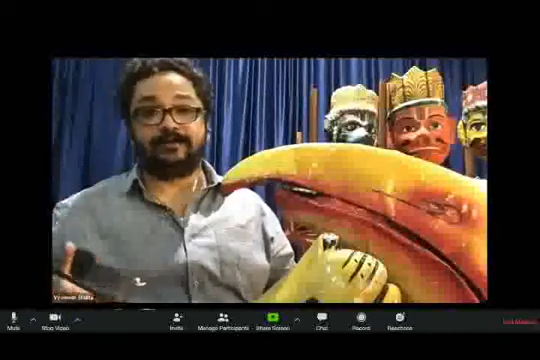 Mute
Stop Video
Invite
Manage Participants
Share Screen
Chat
Record
Reactions